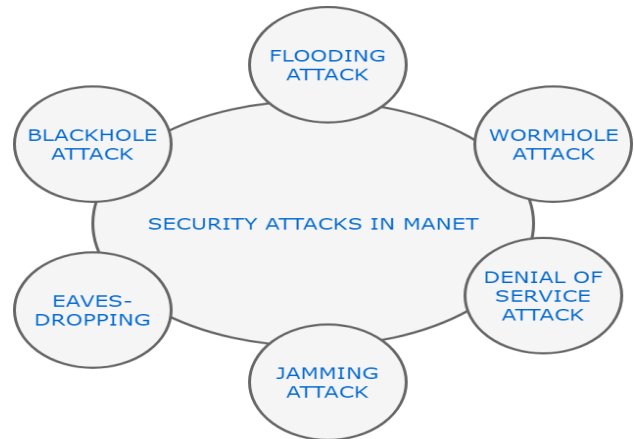 FLOODING
ATTACK
BLACKHOLE
ATTACK
WORMHOLE
ATTACK
SECURITY ATTACKS IN MANET
EAVES-
DROPPING
DENIAL OF
SERVICE
ATTACK
JAMMING
ATTACK